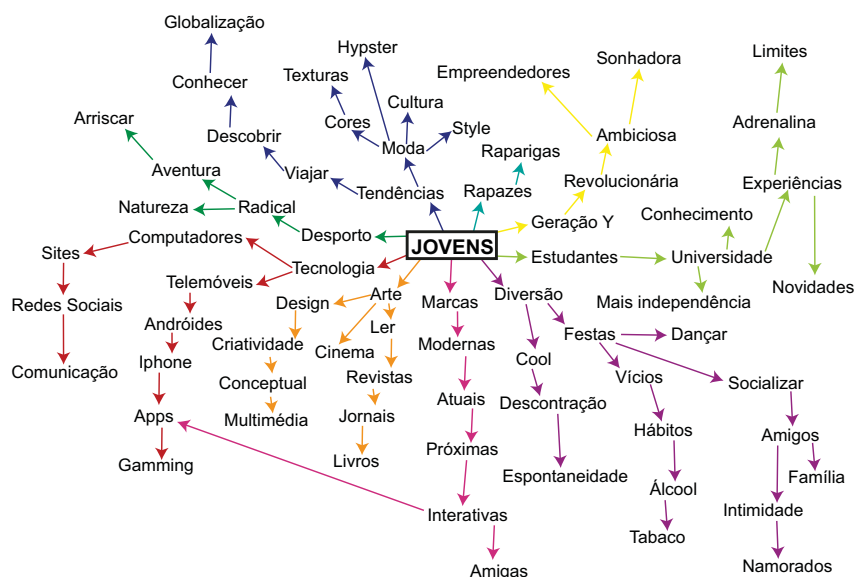 Globalização
Hypster
Limites
Sonhadora
Empreendedores
Texturas
Conhecer
Cultura
Arriscar
Cores
Style
Adrenalina
Descobrir
Moda
Ambiciosa
Raparigas
Aventura
Viajar
Revolucionária
Experiências
Tendências
Rapazes
Natureza
Radical
Conhecimento
Geração Y
Computadores
Desporto
JOVENS
Sites
Estudantes
Universidade
Tecnologia
Telemóveis
Novidades
Redes Sociais
Design
Arte
Marcas
Diversão
Mais independência
Andróides
Ler
Festas
Dançar
Criatividade
Cinema
Modernas
Cool
Comunicação
Iphone
Revistas
Vícios
Socializar
Conceptual
Atuais
Descontração
Apps
Multimédia
Jornais
Hábitos
Amigos
Próximas
Gamming
Livros
Espontaneidade
Família
Álcool
Interativas
Intimidade
Tabaco
Amigas
Namorados